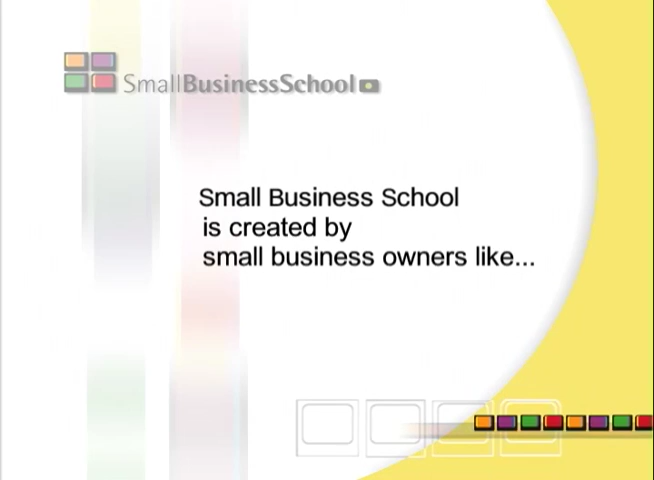 SmallBusinessSchool
Small Business School
is created by
small business owners like...